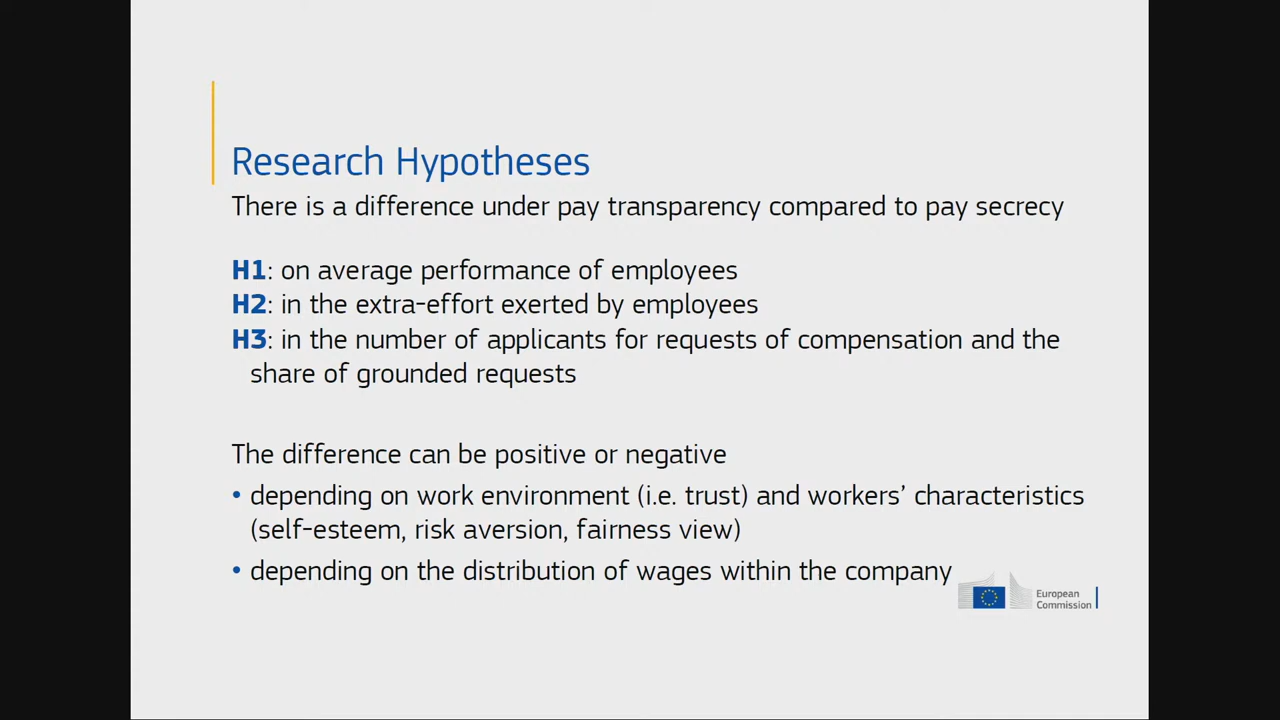 Research Hypotheses
There is a difference under pay transparency compared to pay secrecy
H1: on average performance of employees
H2: in the extra-effort exerted by employees
H3: in the number of applicants for requests of compensation and the
share of grounded requests
The difference can be positive or negative
• depending on work environment (i.e. trust) and workers’ characteristics
(self-esteem, risk aversion, fairness view)
• depending on the distribution of wages within the company
European
Commission